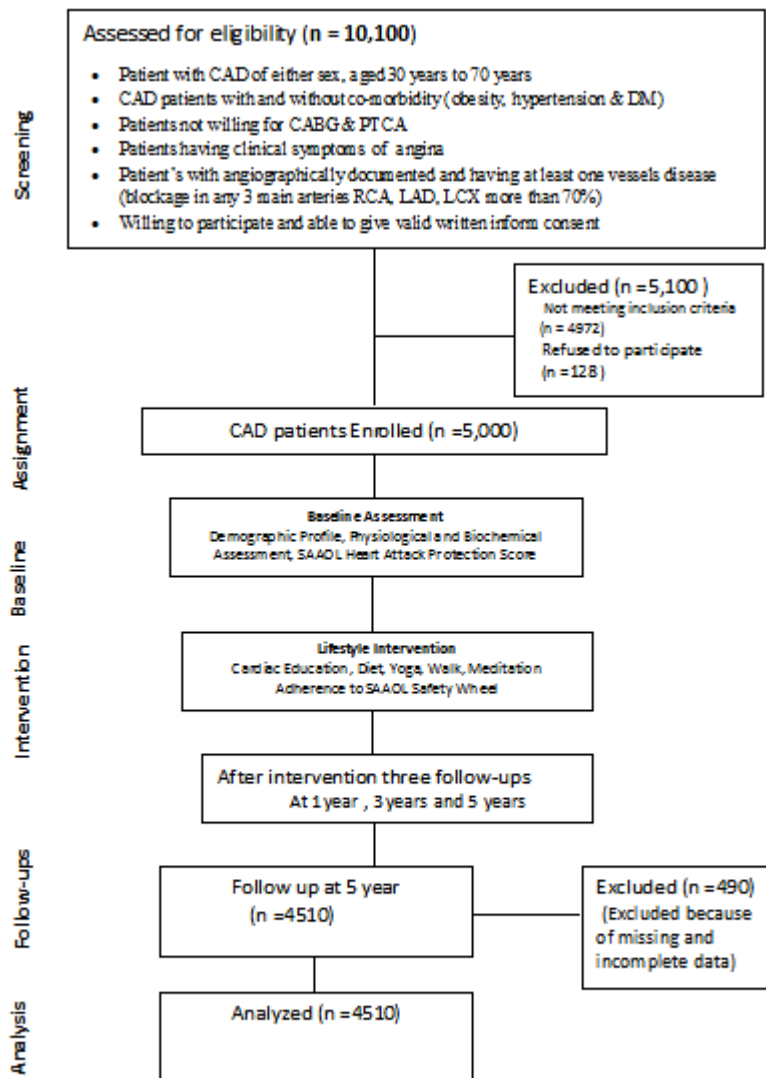 Screening
Assessed for eligibility (n = 10,100)
• Patient with CAD of either sex, aged 30 years to 70 years
• CAD patients with and without co-morbidity (obesity, hypertension & DM)
• Patients not willing for CABG & PTCA
• Patients having clinical symptoms of angina
• Patient's with angiographically documented and having at least one vessels disease
(blockage in any 3 main arteries RCA, LAD, LCX more than 70%)
• Willing to participate and able to give valid written inform consent
Excluded (n =5,100 )
Not meeting inclusion criteria
(n = 4972)
Refused to participate
(n =128 )
Assignment
CAD patients Enrolled (n =5,000)
Baseline
Baseline Assessment
Demographic Profile, Physiological and Biochemical
Assessment, SAAOL Heart Attack Protection Score
Intervention
Lifestyle Intervention
Cardiac Education, Diet, Yoga, Walk, Meditation
Adherence to SAAOL Safety Wheel
After intervention three follow-ups
At 1 year , 3 years and 5 years
Follow-ups
Follow up at 5 year
(n =4510)
Excluded (n =490)
(Excluded because
of missing and
incomplete data)
Analysis
Analyzed (n =4510)